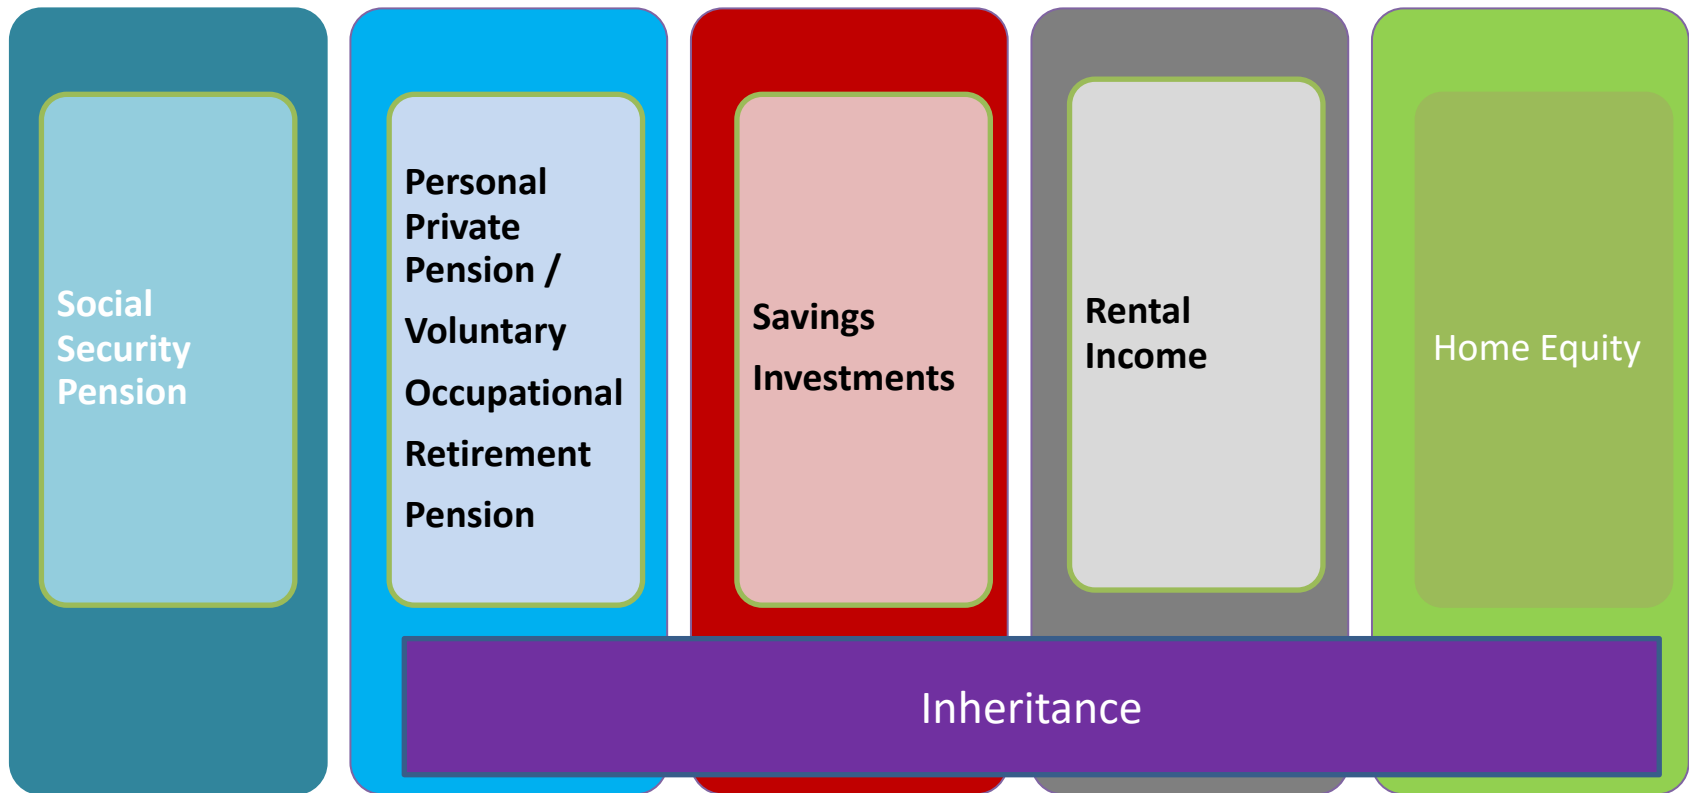 Social
Security
Pension
Personal
Private
Pension /
Voluntary
Occupational
Retirement
Pension
Savings
Investments
Rental
Income
Home Equity
Inheritance